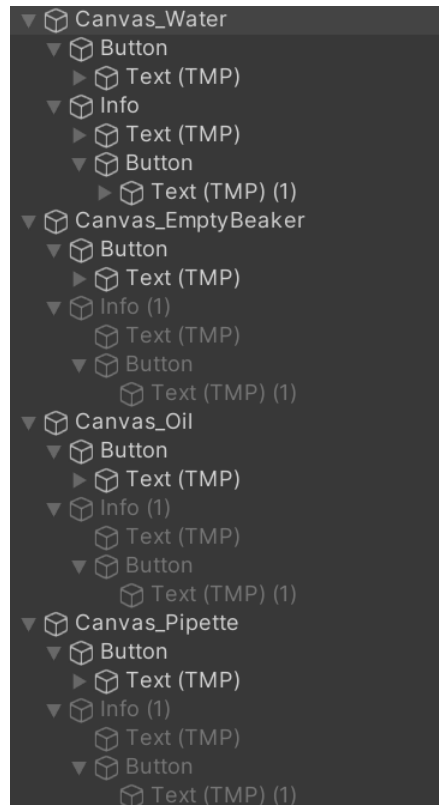 Canvas_Water
Button
Text (TMP)
Info
Text (TMP)
Button
Text (TMP) (1)
Canvas_EmptyBeaker
Button
Text (TMP)
Info (1)
Text (TMP)
Button
Text (TMP) (1)
Canvas_Oil
Button
Text (TMP)
Info (1)
Text (TMP)
Button
Text (TMP) (1)
Canvas_Pipette
Button
Text (TMP)
Info (1)
Text (TMP)
Button
Text (TMP) (1)